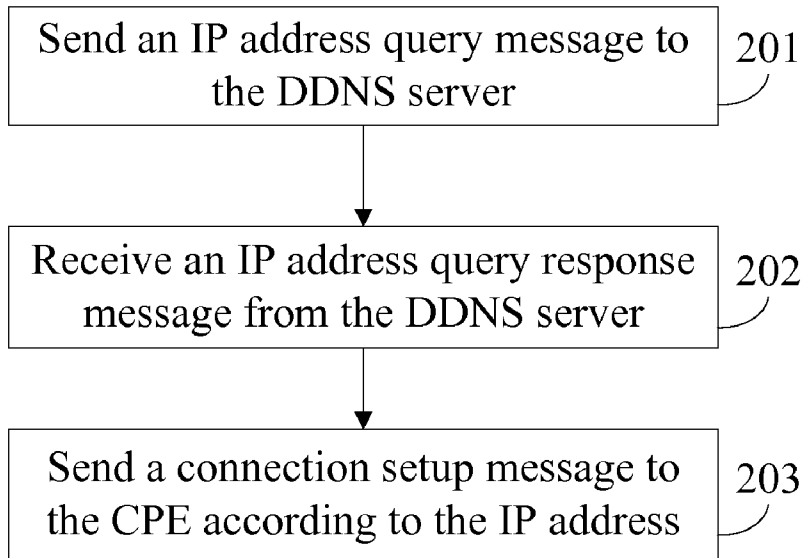 Send an IP address query message to
the DDNS server
201
Receive an IP address query response
message from the DDNS server
202
Send a connection setup message to
the CPE according to the IP address
203